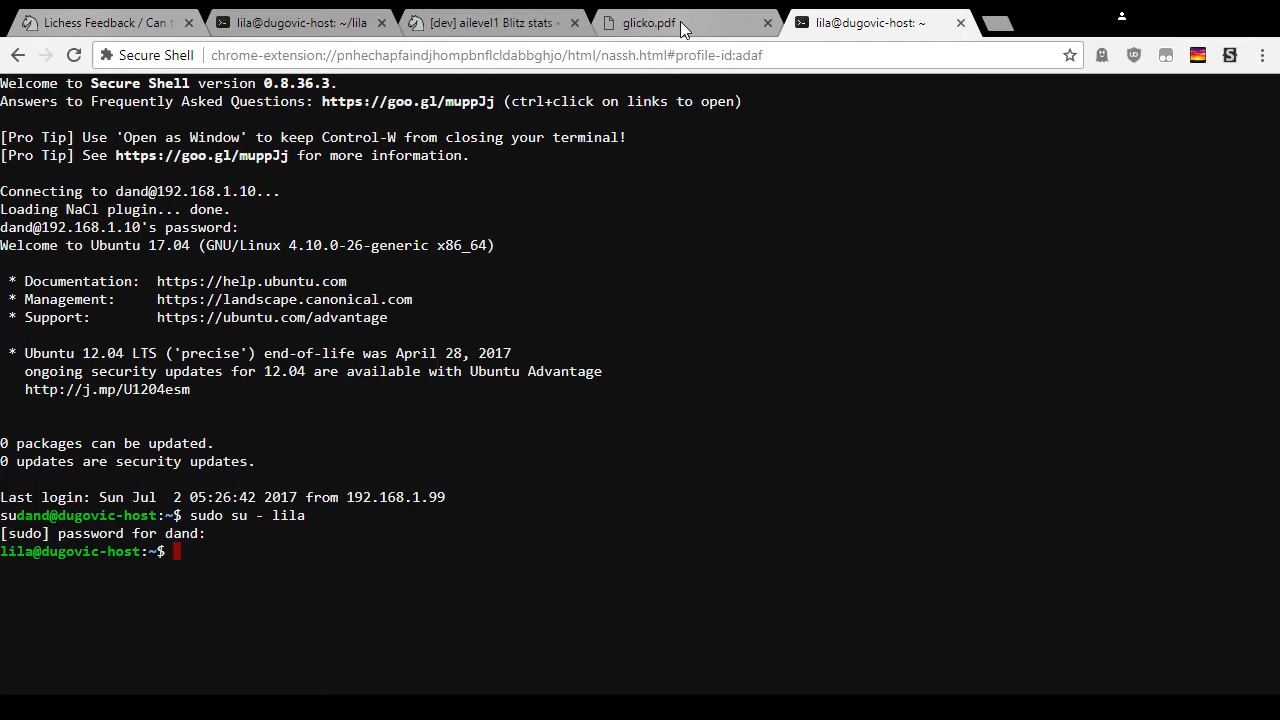 Lichess Feedback / Can t
lila@dugovic-host: ~/lila
[dev] ailevel1 Blitz stats
glicko.pdf
lila@dugovic-host: ~
Secure Shell
chrome-extension://pnhechapfaindjhompbnflcldabbghjo/html/nassh.html#profile-id:adaf
Welcome to Secure Shell version 0.8.36.3.
Answers to Frequently Asked Questions: https://goo.gl/muppJj (ctrl+click on links to open)
[Pro Tip] Use 'Open as Window' to keep Control-W from closing your terminal!
[Pro Tip] See https://goo.gl/muppJj for more information.
Connecting to dand@192.168.1.10...
Loading NaCl plugin... done.
dand@192.168.1.10's password:
Welcome to Ubuntu 17.04 (GNU/Linux 4.10.0-26-generic x86_64)
* Documentation:  https://help.ubuntu.com
* Management:     https://landscape.canonical.com
* Support:        https://ubuntu.com/advantage
* Ubuntu 12.04 LTS ('precise') end-of-life was April 28, 2017
ongoing security updates for 12.04 are available with Ubuntu Advantage
http://j.mp/U1204esm
0 packages can be updated.
0 updates are security updates.
Last login: Sun Jul  2 05:26:42 2017 from 192.168.1.99
sudand@dugovic-host:~$ sudo su - lila
[sudo] password for dand:
lila@dugovic-host:~$